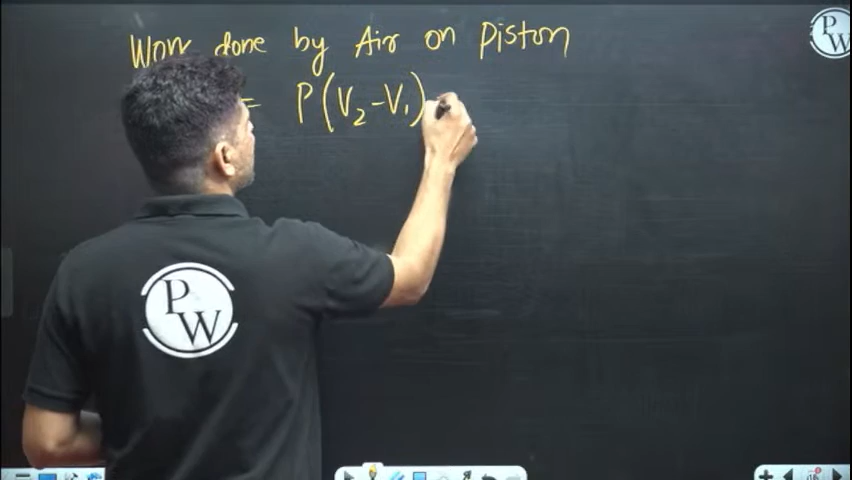 Work done by Air on Piston
= P(V₂-V₁)
PW
PW